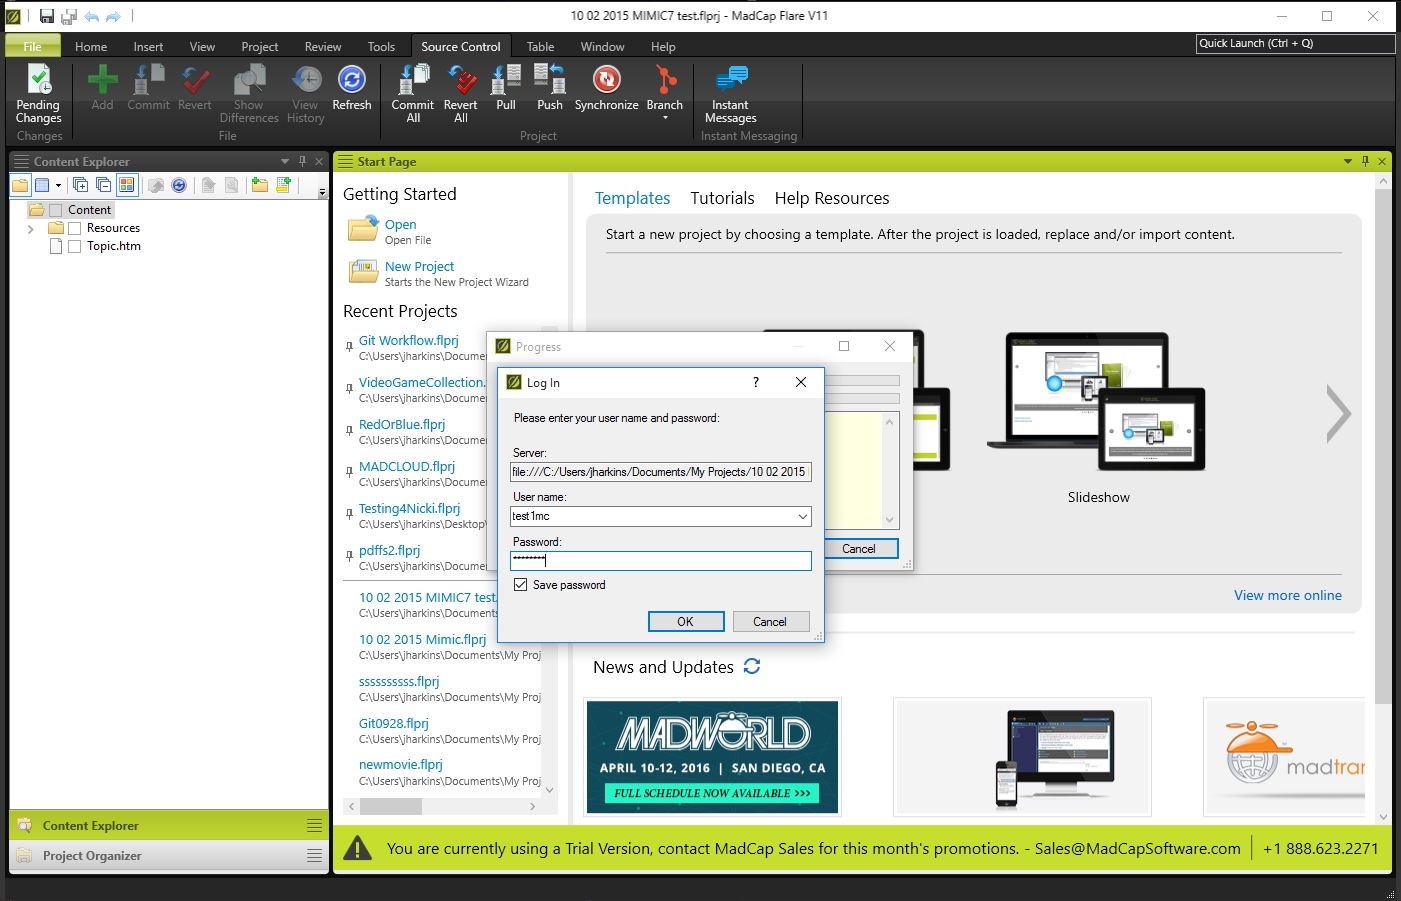 10 02 2015 MIMIC7 test.flprj - MadCap Flare V11
File Home Insert View Project Review Tools Source Control Table Window Help
Quick Launch (Ctrl + Q)
Pending Changes
Add
Commit
Revert
Show Differences
View History
Refresh
Commit All
Revert All
Pull
Push
Synchronize
Branch
Instant Messages
Changes
File
Project
Instant Messaging
Content Explorer
Content
Resources
Topic.htm
Content Explorer
Project Organizer
Start Page
Getting Started
Open
Open File
New Project
Starts the New Project Wizard
Recent Projects
Git Workflow.flprj
C:\Users\jharkins\Docume
VideoGameCollection.
C:\Users\jharkins\Docume
RedOrBlue.flprj
C:\Users\jharkins\Docume
MADCLOUD.flprj
C:\Users\jharkins\Docume
Testing4Nicki.flprj
C:\Users\jharkins\Desktop\
pdffs2.flprj
C:\Users\jharkins\Docume
10 02 2015 MIMIC7 test.
C:\Users\jharkins\Documents
10 02 2015 Mimic.flprj
C:\Users\jharkins\Documents\My Proj
ssssssssss.flprj
C:\Users\jharkins\Documents\My Proj
Git0928.flprj
C:\Users\jharkins\Documents\My Proj
newmovie.flprj
C:\Users\jharkins\Documents\My Proj
Templates Tutorials Help Resources
Start a new project by choosing a template. After the project is loaded, replace and/or import content.
Slideshow
View more online
Progress
Cancel
Log In
?
Please enter your user name and password:
Server:
file:///C:/Users/jharkins/Documents/My Projects/10 02 2015
User name:
test1mc
Password:
********
Save password
OK
Cancel
News and Updates
MADWORLD
APRIL 10-12, 2016 | SAN DIEGO, CA
FULL SCHEDULE NOW AVAILABLE >>>
madtran
You are currently using a Trial Version, contact MadCap Sales for this month's promotions. - Sales@MadCapSoftware.com
+1 888.623.2271